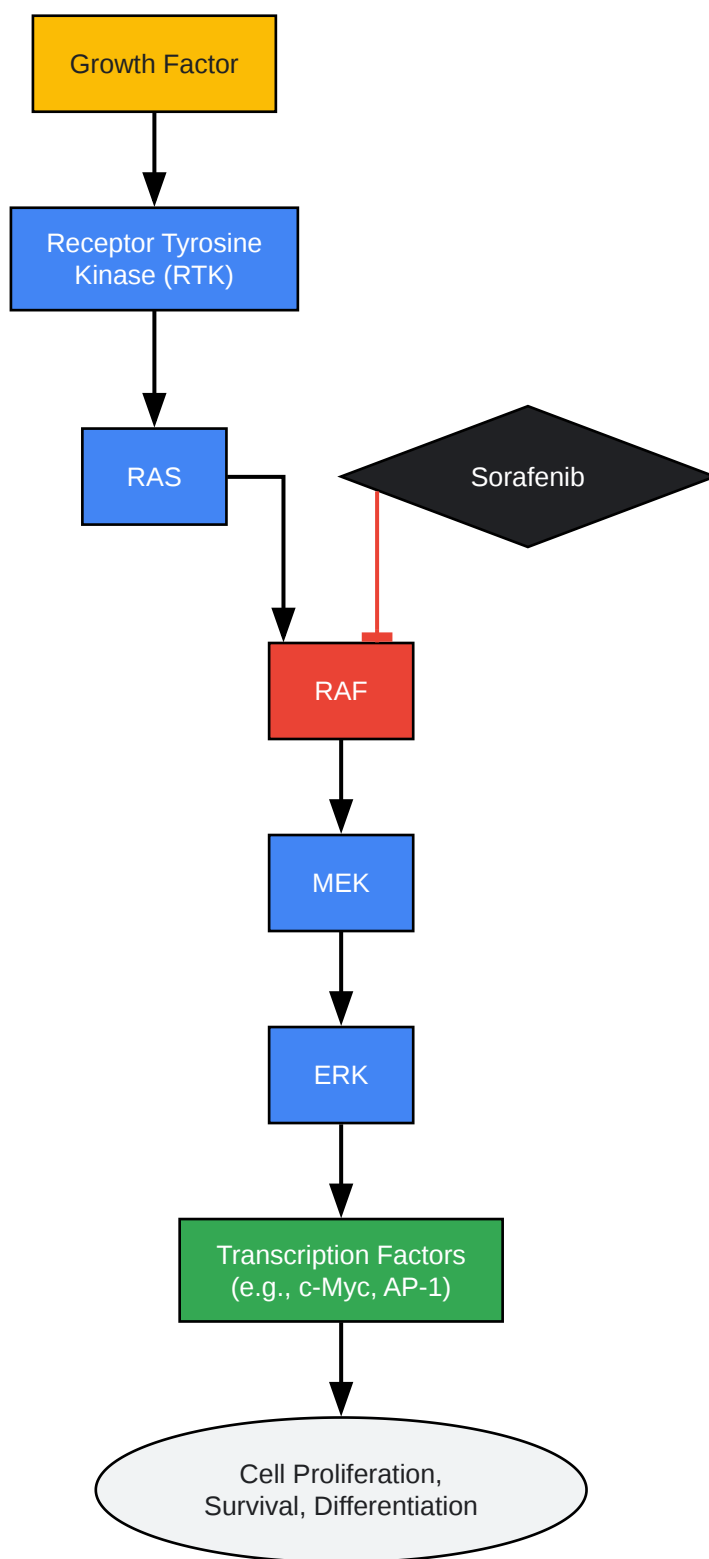 Growth Factor
Receptor Tyrosine
Kinase (RTK)
RAS
Sorafenib
RAF
MEK
ERK
Transcription Factors
(e.g., c-Myc, AP-1)
Cell Proliferation,
Survival, Differentiation